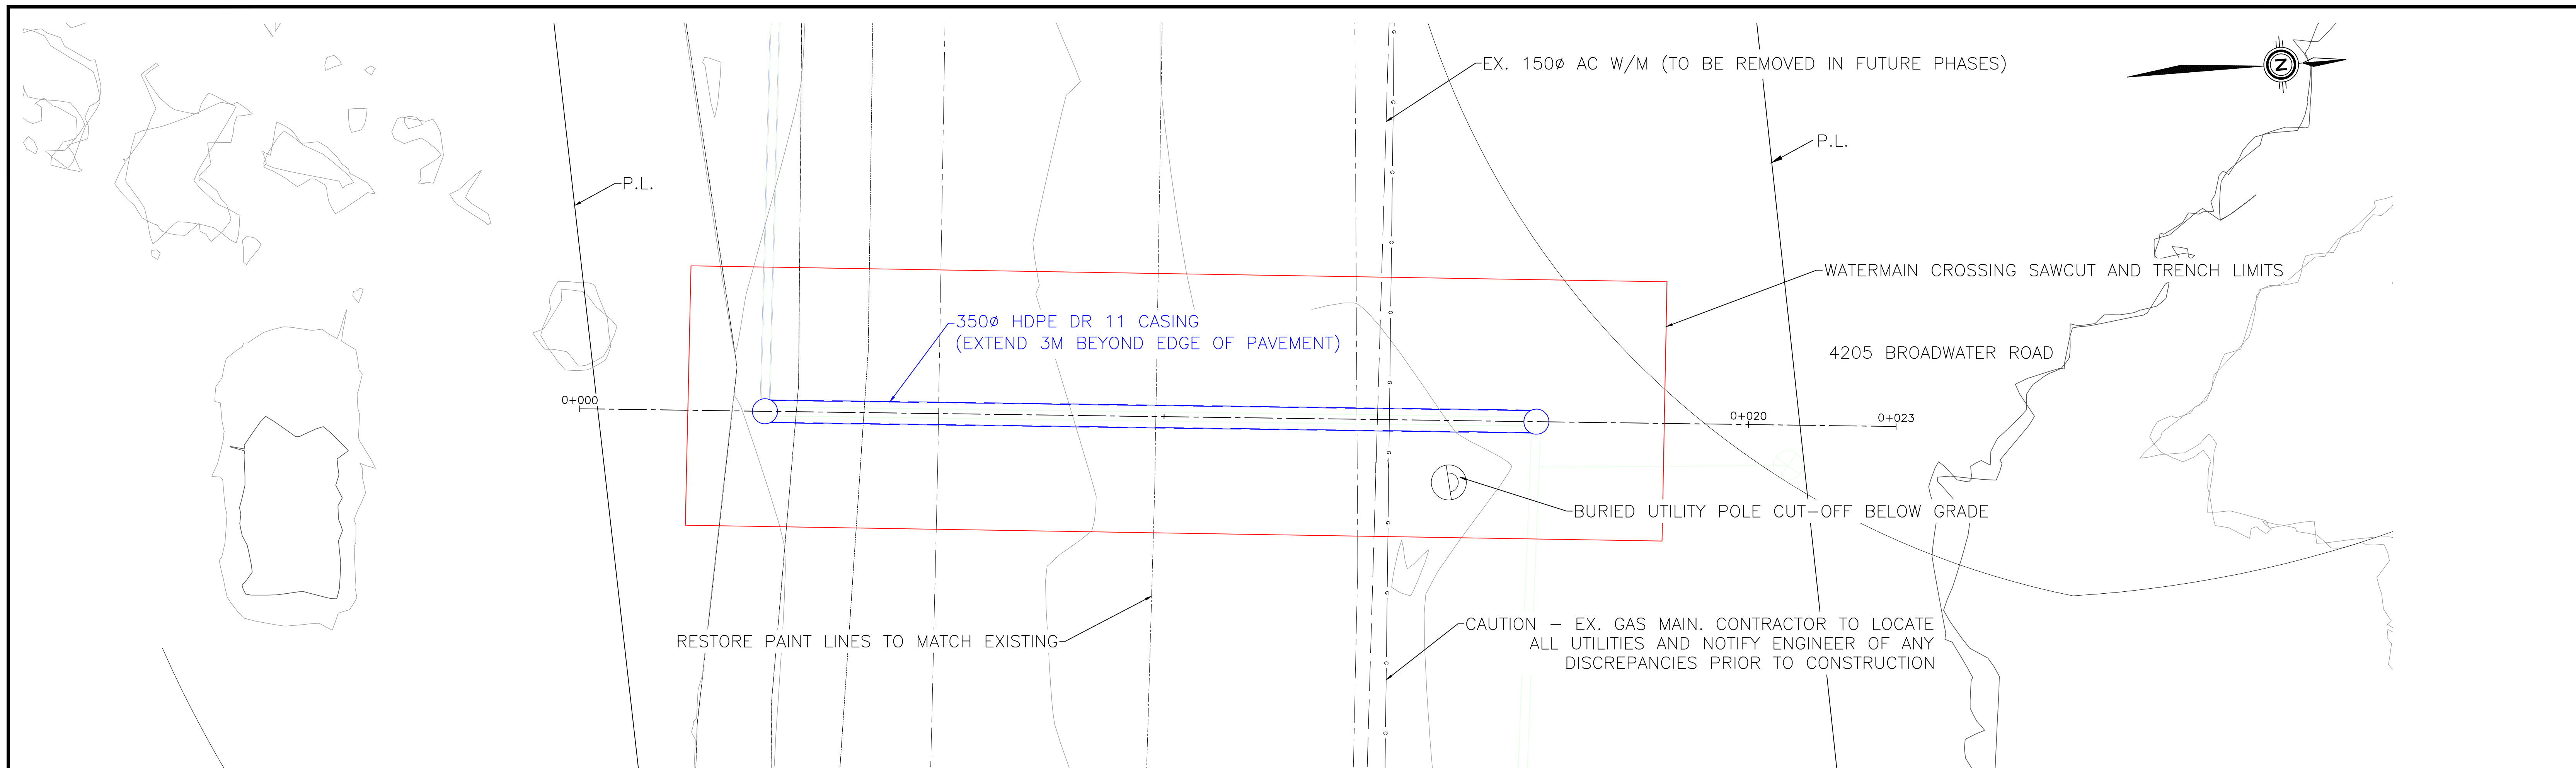 EX. 150ø AC W/M (TO BE REMOVED IN FUTURE PHASES)
N
P.L.
P.L.
WATERMAIN CROSSING SAWCUT AND TRENCH LIMITS
350ø HDPE DR 11 CASING
(EXTEND 3M BEYOND EDGE OF PAVEMENT)
4205 BROADWATER ROAD
0+000
0+020
0+023
BURIED UTILITY POLE CUT-OFF BELOW GRADE
RESTORE PAINT LINES TO MATCH EXISTING
CAUTION - EX. GAS MAIN. CONTRACTOR TO LOCATE
ALL UTILITIES AND NOTIFY ENGINEER OF ANY
DISCREPANCIES PRIOR TO CONSTRUCTION
G
G
G
G
G
G
G
G
G
G
G